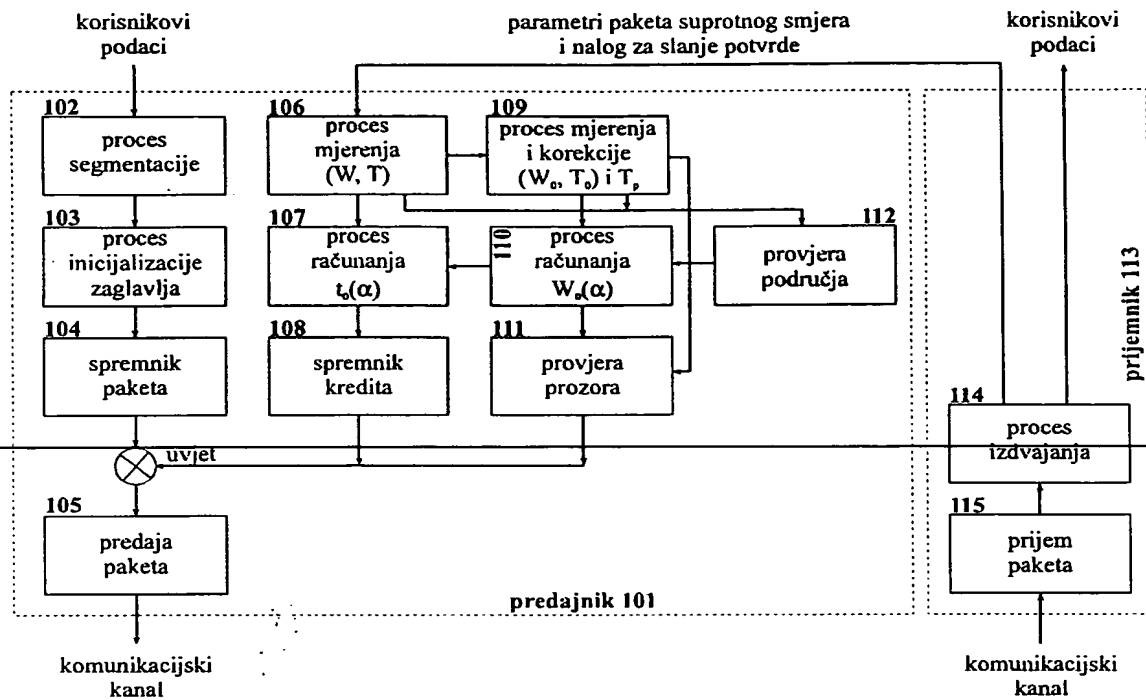 korisnikovi
podaci
parametri paketa suprotnog smjera
i nalog za slanje potvrde
korisnikovi
podaci
102
proces
segmentacije
103
proces
inicijalizacije
zaglavlja
104
spremnik
paketa
uvjet
105
predaja
paketa
komunikacijski
kanal
106
proces
mjerenja
(W, T)
107
proces
računanja
t₀(α)
108
spremnik
kredita
109
proces mjerenja
i korekcije
(W₀, T₀) i Tₚ
110
proces
računanja
W₀(α)
111
provjera
prozora
112
provjera
područja
predajnik 101
prijemnik 113
114
proces
izdvajanja
115
prijem
paketa
komunikacijski
kanal